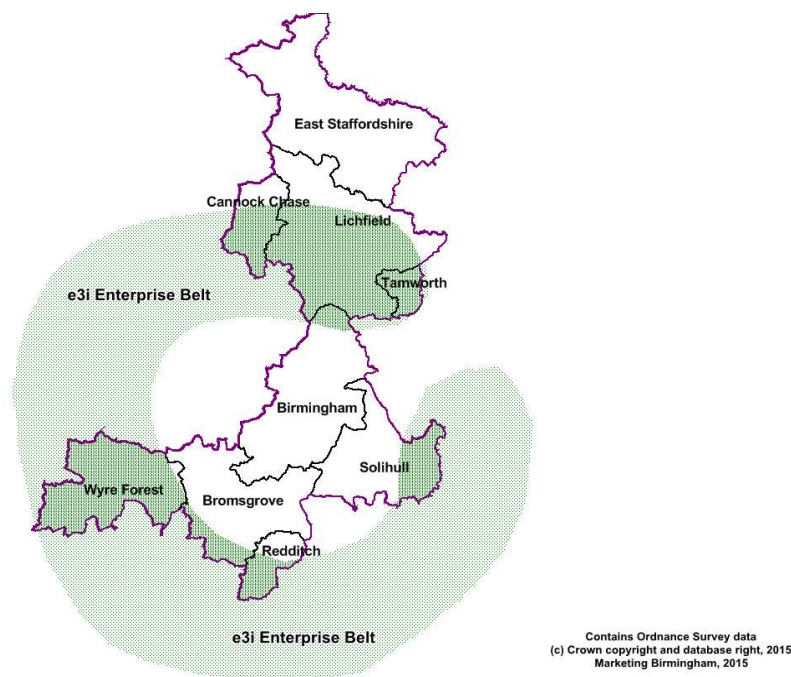 East Staffordshire
Cannock Chase
Lichfield
Tamworth
e3i Enterprise Belt
Birmingham
Solihull
Wyre Forest
Bromsgrove
Redditch
e3i Enterprise Belt
Contains Ordnance Survey data
(c) Crown copyright and database right, 2015
Marketing Birmingham, 2015